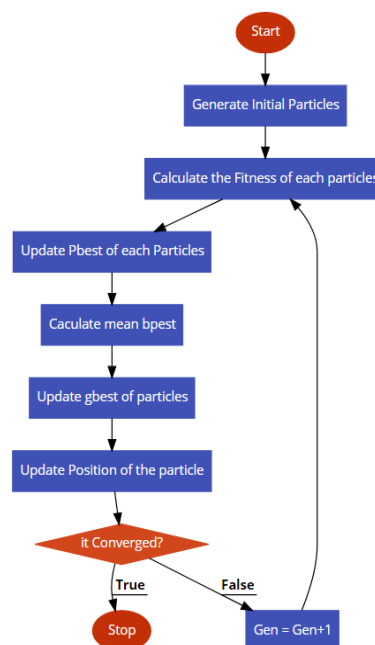 Start
Generate Initial Particles
Calculate the Fitness of each particles
Update Pbest of each Particles
Caculate mean bpest
Update gbest of particles
Update Position of the particle
it Converged?
True
False
Stop
Gen = Gen+1